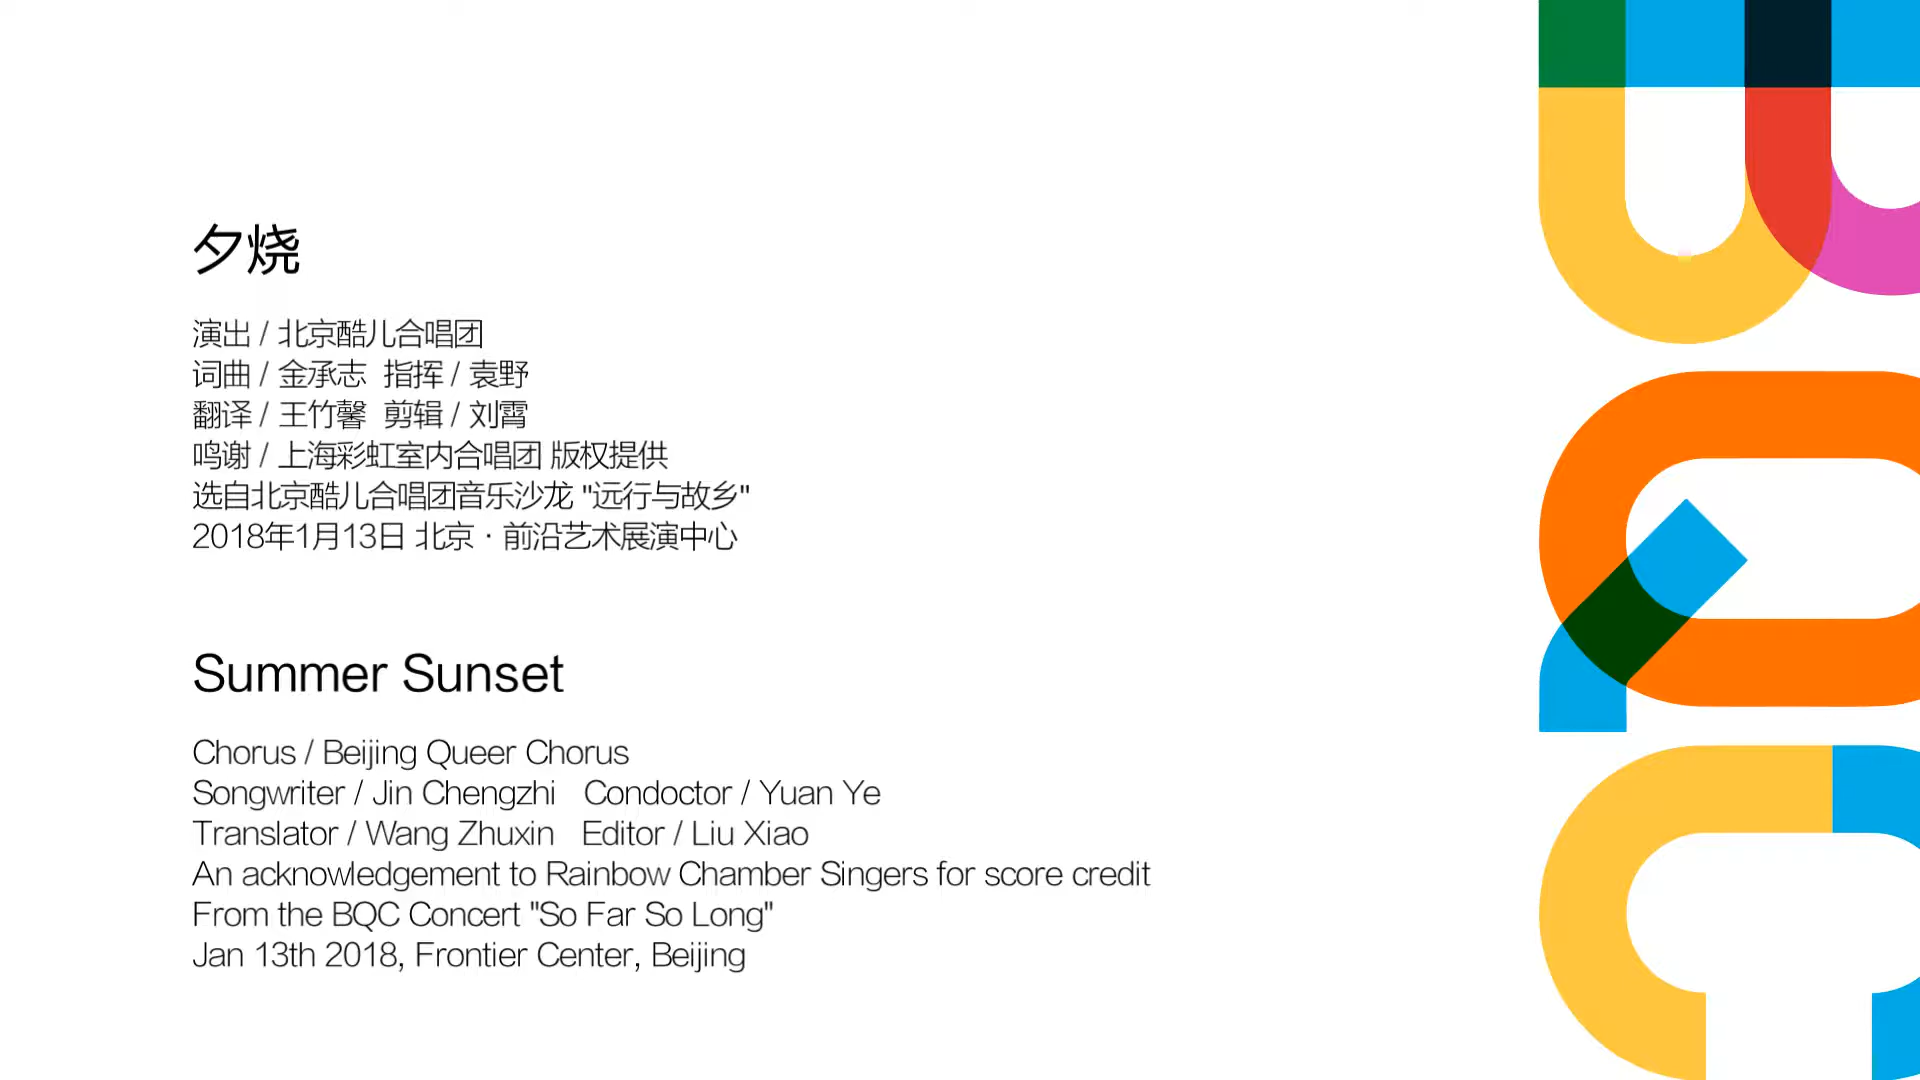 夕烧
演出 / 北京酷儿合唱团
词曲 / 金承志 指挥 / 袁野
翻译 / 王竹馨 剪辑 / 刘霄
鸣谢 / 上海彩虹室内合唱团 版权提供
选自北京酷儿合唱团音乐沙龙 "远行与故乡"
2018年1月13日 北京 · 前沿艺术展演中心
Summer Sunset
Chorus / Beijing Queer Chorus
Songwriter / Jin Chengzhi Condoctor / Yuan Ye
Translator / Wang Zhuxin Editor / Liu Xiao
An acknowledgement to Rainbow Chamber Singers for score credit
From the BQC Concert "So Far So Long"
Jan 13th 2018, Frontier Center, Beijing
BQC